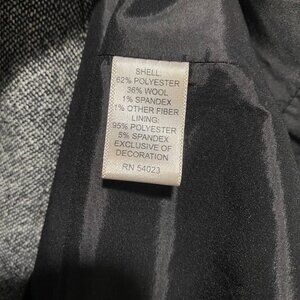 SHELL:
62% POLYESTER
36% WOOL
1% SPANDEX
1% OTHER FIBER
LINING:
95% POLYESTER
5% SPANDEX
EXCLUSIVE OF
DECORATION
RN 54023